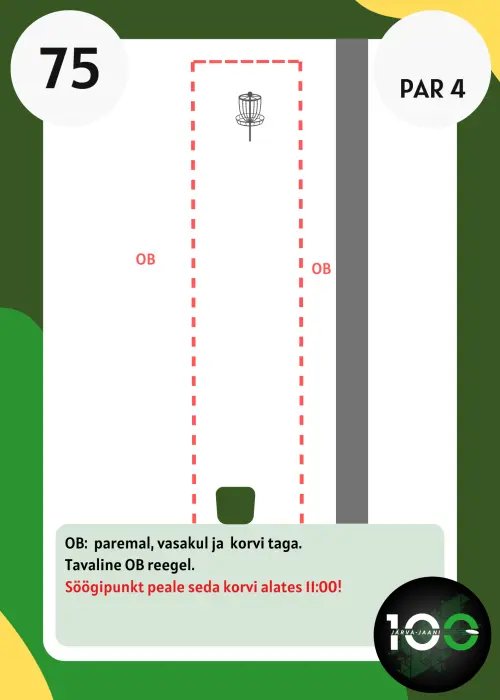 75
PAR 4
OB
OB
OB:  paremal, vasakul ja  korvi taga.
Tavaline OB reegel.
Söögipunkt peale seda korvi alates 11:00!
100
JÄRVA-JAANI